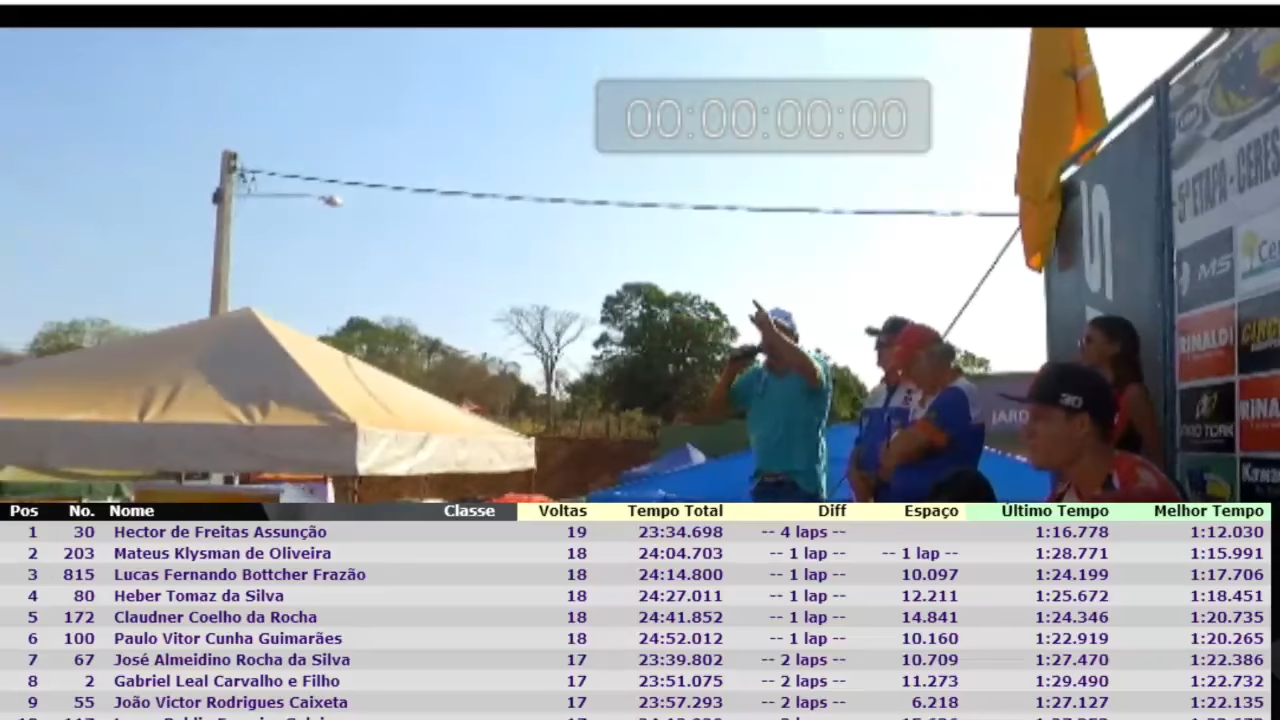 00:00:00:00
5ª ETAPA - CERES
MS
RINALDI
CIRC
PRO TORK
RINA
JARD
30
Pos No. Nome Classe Voltas Tempo Total Diff Espaço Último Tempo Melhor Tempo
1 30 Hector de Freitas Assunção 19 23:34.698 -- 4 laps -- 1:16.778 1:12.030
2 203 Mateus Klysman de Oliveira 18 24:04.703 -- 1 lap -- -- 1 lap -- 1:28.771 1:15.991
3 815 Lucas Fernando Bottcher Frazão 18 24:14.800 -- 1 lap -- 10.097 1:24.199 1:17.706
4 80 Heber Tomaz da Silva 18 24:27.011 -- 1 lap -- 12.211 1:25.672 1:18.451
5 172 Claudner Coelho da Rocha 18 24:41.852 -- 1 lap -- 14.841 1:24.346 1:20.735
6 100 Paulo Vitor Cunha Guimarães 18 24:52.012 -- 1 lap -- 10.160 1:22.919 1:20.265
7 67 José Almeidino Rocha da Silva 17 23:39.802 -- 2 laps -- 10.709 1:27.470 1:22.386
8 2 Gabriel Leal Carvalho e Filho 17 23:51.075 -- 2 laps -- 11.273 1:29.490 1:22.732
9 55 João Victor Rodrigues Caixeta 17 23:57.293 -- 2 laps -- 6.218 1:27.127 1:22.135